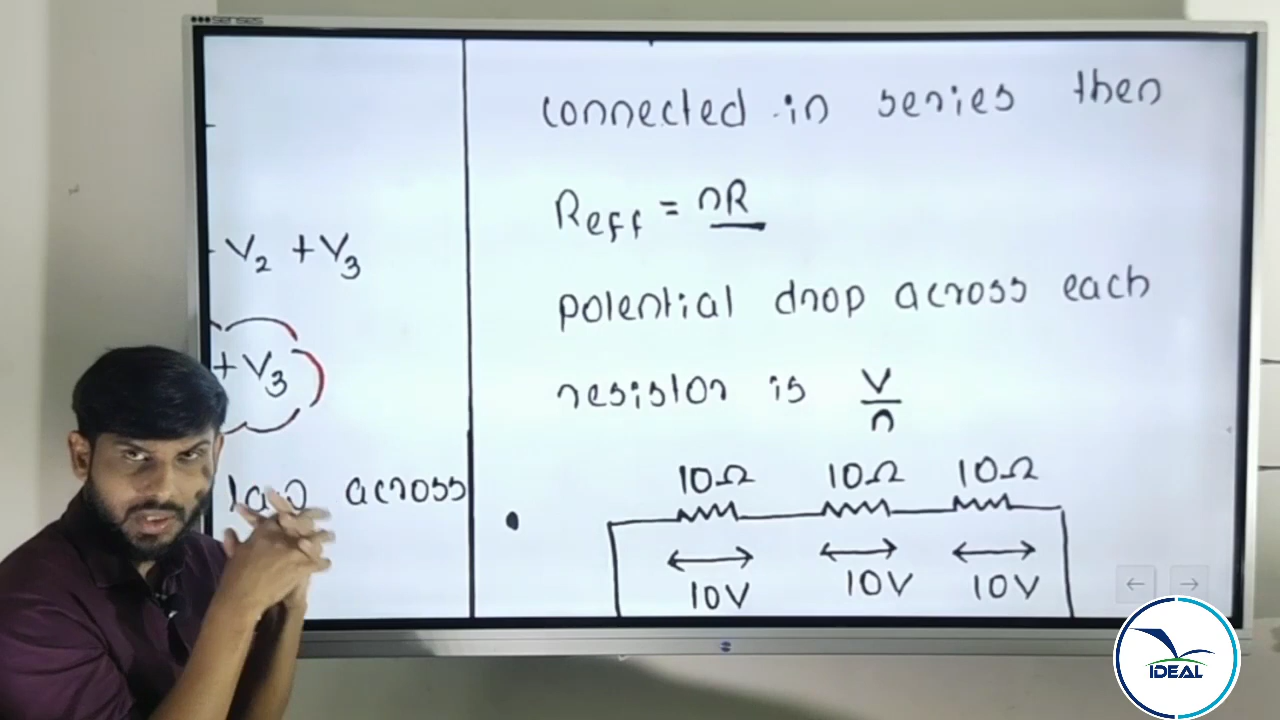 connected in series then
Reff = nR
potential drop across each
resistor is V/n
10Ω 10Ω 10Ω
10V 10V 10V
V2 + V3
+ V3
across
IDEAL